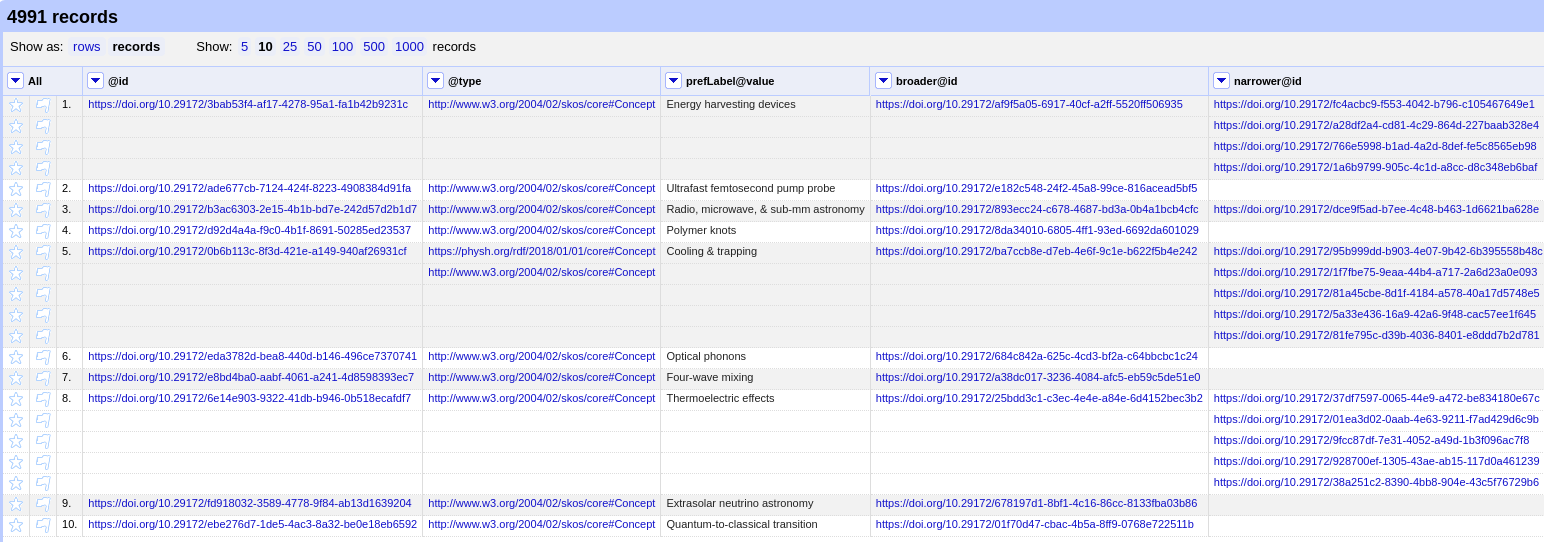 4991 records
Show as: rows records Show: 5 10 25 50 100 500 1000 records
All @id @type prefLabel@value broader@id narrower@id
1. https://doi.org/10.29172/3bab53f4-af17-4278-95a1-fa1b42b9231c http://www.w3.org/2004/02/skos/core#Concept Energy harvesting devices https://doi.org/10.29172/af9f5a05-6917-40cf-a2ff-5520ff506935 https://doi.org/10.29172/fc4acbc9-f553-4042-b796-c105467649e1
https://doi.org/10.29172/a28df2a4-cd81-4c29-864d-227baab328e4
https://doi.org/10.29172/766e5998-b1ad-4a2d-8def-fe5c8565eb98
https://doi.org/10.29172/1a6b9799-905c-4c1d-a8cc-d8c348eb6baf
2. https://doi.org/10.29172/ade677cb-7124-424f-8223-4908384d91fa http://www.w3.org/2004/02/skos/core#Concept Ultrafast femtosecond pump probe https://doi.org/10.29172/e182c548-24f2-45a8-99ce-816acead5bf5
3. https://doi.org/10.29172/b3ac6303-2e15-4b1b-bd7e-242d57d2b1d7 http://www.w3.org/2004/02/skos/core#Concept Radio, microwave, & sub-mm astronomy https://doi.org/10.29172/893ecc24-c678-4687-bd3a-0b4a1bcb4cfc https://doi.org/10.29172/dce9f5ad-b7ee-4c48-b463-1d6621ba628e
4. https://doi.org/10.29172/d92d4a4a-f9c0-4b1f-8691-50285ed23537 http://www.w3.org/2004/02/skos/core#Concept Polymer knots https://doi.org/10.29172/8da34010-6805-4ff1-93ed-6692da601029
5. https://doi.org/10.29172/0b6b113c-8f3d-421e-a149-940af26931cf https://physh.org/rdf/2018/01/01/core#Concept Cooling & trapping https://doi.org/10.29172/ba7ccb8e-d7eb-4e6f-9c1e-b622f5b4e242 https://doi.org/10.29172/95b999dd-b903-4e07-9b42-6b395558b48c
http://www.w3.org/2004/02/skos/core#Concept https://doi.org/10.29172/1f7fbe75-9eaa-44b4-a717-2a6d23a0e093
https://doi.org/10.29172/81a45cbe-8d1f-4184-a578-40a17d5748e5
https://doi.org/10.29172/5a33e436-16a9-42a6-9f48-cac57ee1f645
https://doi.org/10.29172/81fe795c-d39b-4036-8401-e8ddd7b2d781
6. https://doi.org/10.29172/eda3782d-bea8-440d-b146-496ce7370741 http://www.w3.org/2004/02/skos/core#Concept Optical phonons https://doi.org/10.29172/684c842a-625c-4cd3-bf2a-c64bbcbc1c24
7. https://doi.org/10.29172/e8bd4ba0-aabf-4061-a241-4d8598393ec7 http://www.w3.org/2004/02/skos/core#Concept Four-wave mixing https://doi.org/10.29172/a38dc017-3236-4084-afc5-eb59c5de51e0
8. https://doi.org/10.29172/6e14e903-9322-41db-b946-0b518ecafdf7 http://www.w3.org/2004/02/skos/core#Concept Thermoelectric effects https://doi.org/10.29172/25bdd3c1-c3ec-4e4e-a84e-6d4152bec3b2 https://doi.org/10.29172/37df7597-0065-44e9-a472-be834180e67c
https://doi.org/10.29172/01ea3d02-0aab-4e63-9211-f7ad429d6c9b
https://doi.org/10.29172/9fcc87df-7e31-4052-a49d-1b3f096ac7f8
https://doi.org/10.29172/928700ef-1305-43ae-ab15-117d0a461239
https://doi.org/10.29172/38a251c2-8390-4bb8-904e-43c5f76729b6
9. https://doi.org/10.29172/fd918032-3589-4778-9f84-ab13d1639204 http://www.w3.org/2004/02/skos/core#Concept Extrasolar neutrino astronomy https://doi.org/10.29172/678197d1-8bf1-4c16-86cc-8133fba03b86
10. https://doi.org/10.29172/ebe276d7-1de5-4ac3-8a32-be0e18eb6592 http://www.w3.org/2004/02/skos/core#Concept Quantum-to-classical transition https://doi.org/10.29172/01f70d47-cbac-4b5a-8ff9-0768e722511b